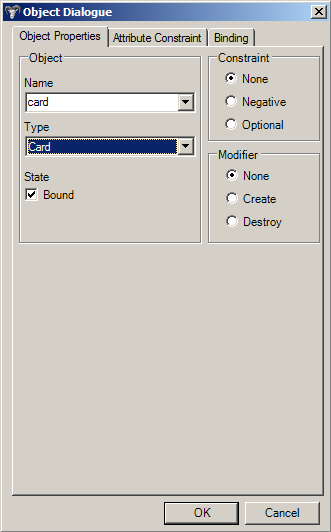 Object Dialogue
Object Properties
Attribute Constraint
Binding
Object
Name
card
Type
Card
State
Bound
Constraint
None
Negative
Optional
Modifier
None
Create
Destroy
OK
Cancel